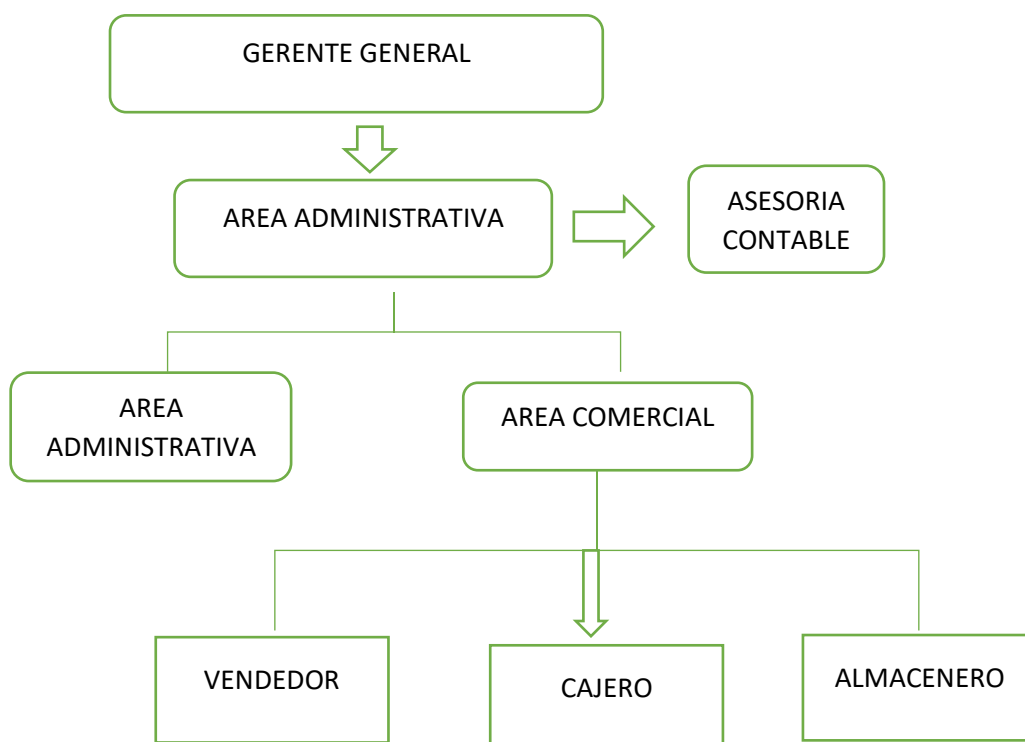 GERENTE GENERAL
AREA ADMINISTRATIVA
ASESORIA
CONTABLE
AREA
ADMINISTRATIVA
AREA COMERCIAL
VENDEDOR
CAJERO
ALMACENERO